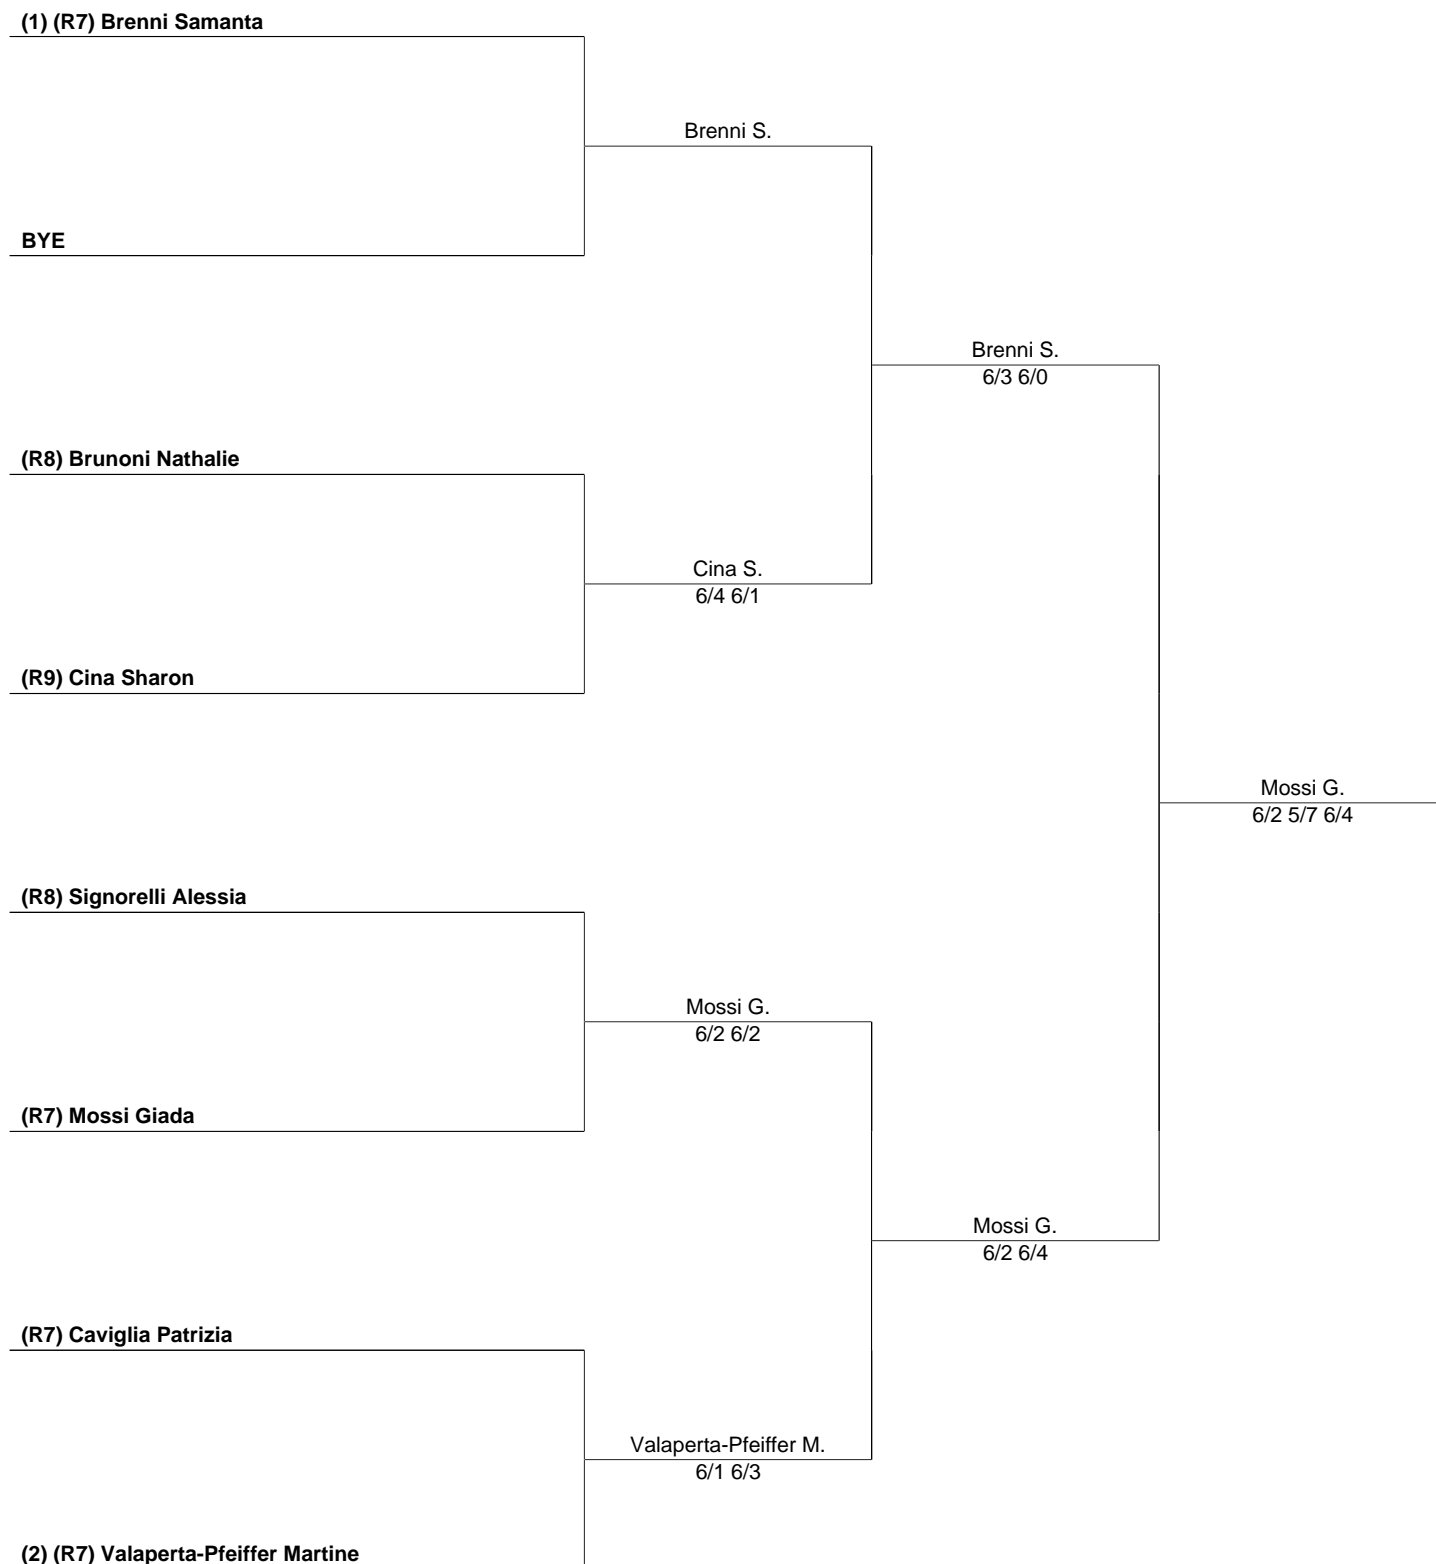 (1) (R7) Brenni Samanta
Brenni S.
BYE
Brenni S.
6/3 6/0
(R8) Brunoni Nathalie
Cina S.
6/4 6/1
(R9) Cina Sharon
Mossi G.
6/2 5/7 6/4
(R8) Signorelli Alessia
Mossi G.
6/2 6/2
(R7) Mossi Giada
Mossi G.
6/2 6/4
(R7) Caviglia Patrizia
Valaperta-Pfeiffer M.
6/1 6/3
(2) (R7) Valaperta-Pfeiffer Martine